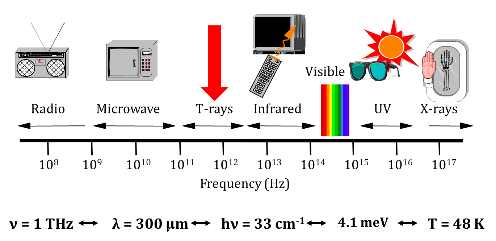 Visible
Radio Microwave T-rays Infrared UV X-rays
10⁸ 10⁹ 10¹⁰ 10¹¹ 10¹² 10¹³ 10¹⁴ 10¹⁵ 10¹⁶ 10¹⁷
Frequency (Hz)
ν = 1 THz ↔ λ = 300 μm ↔ hν = 33 cm⁻¹ ↔ 4.1 meV ↔ T = 48 K